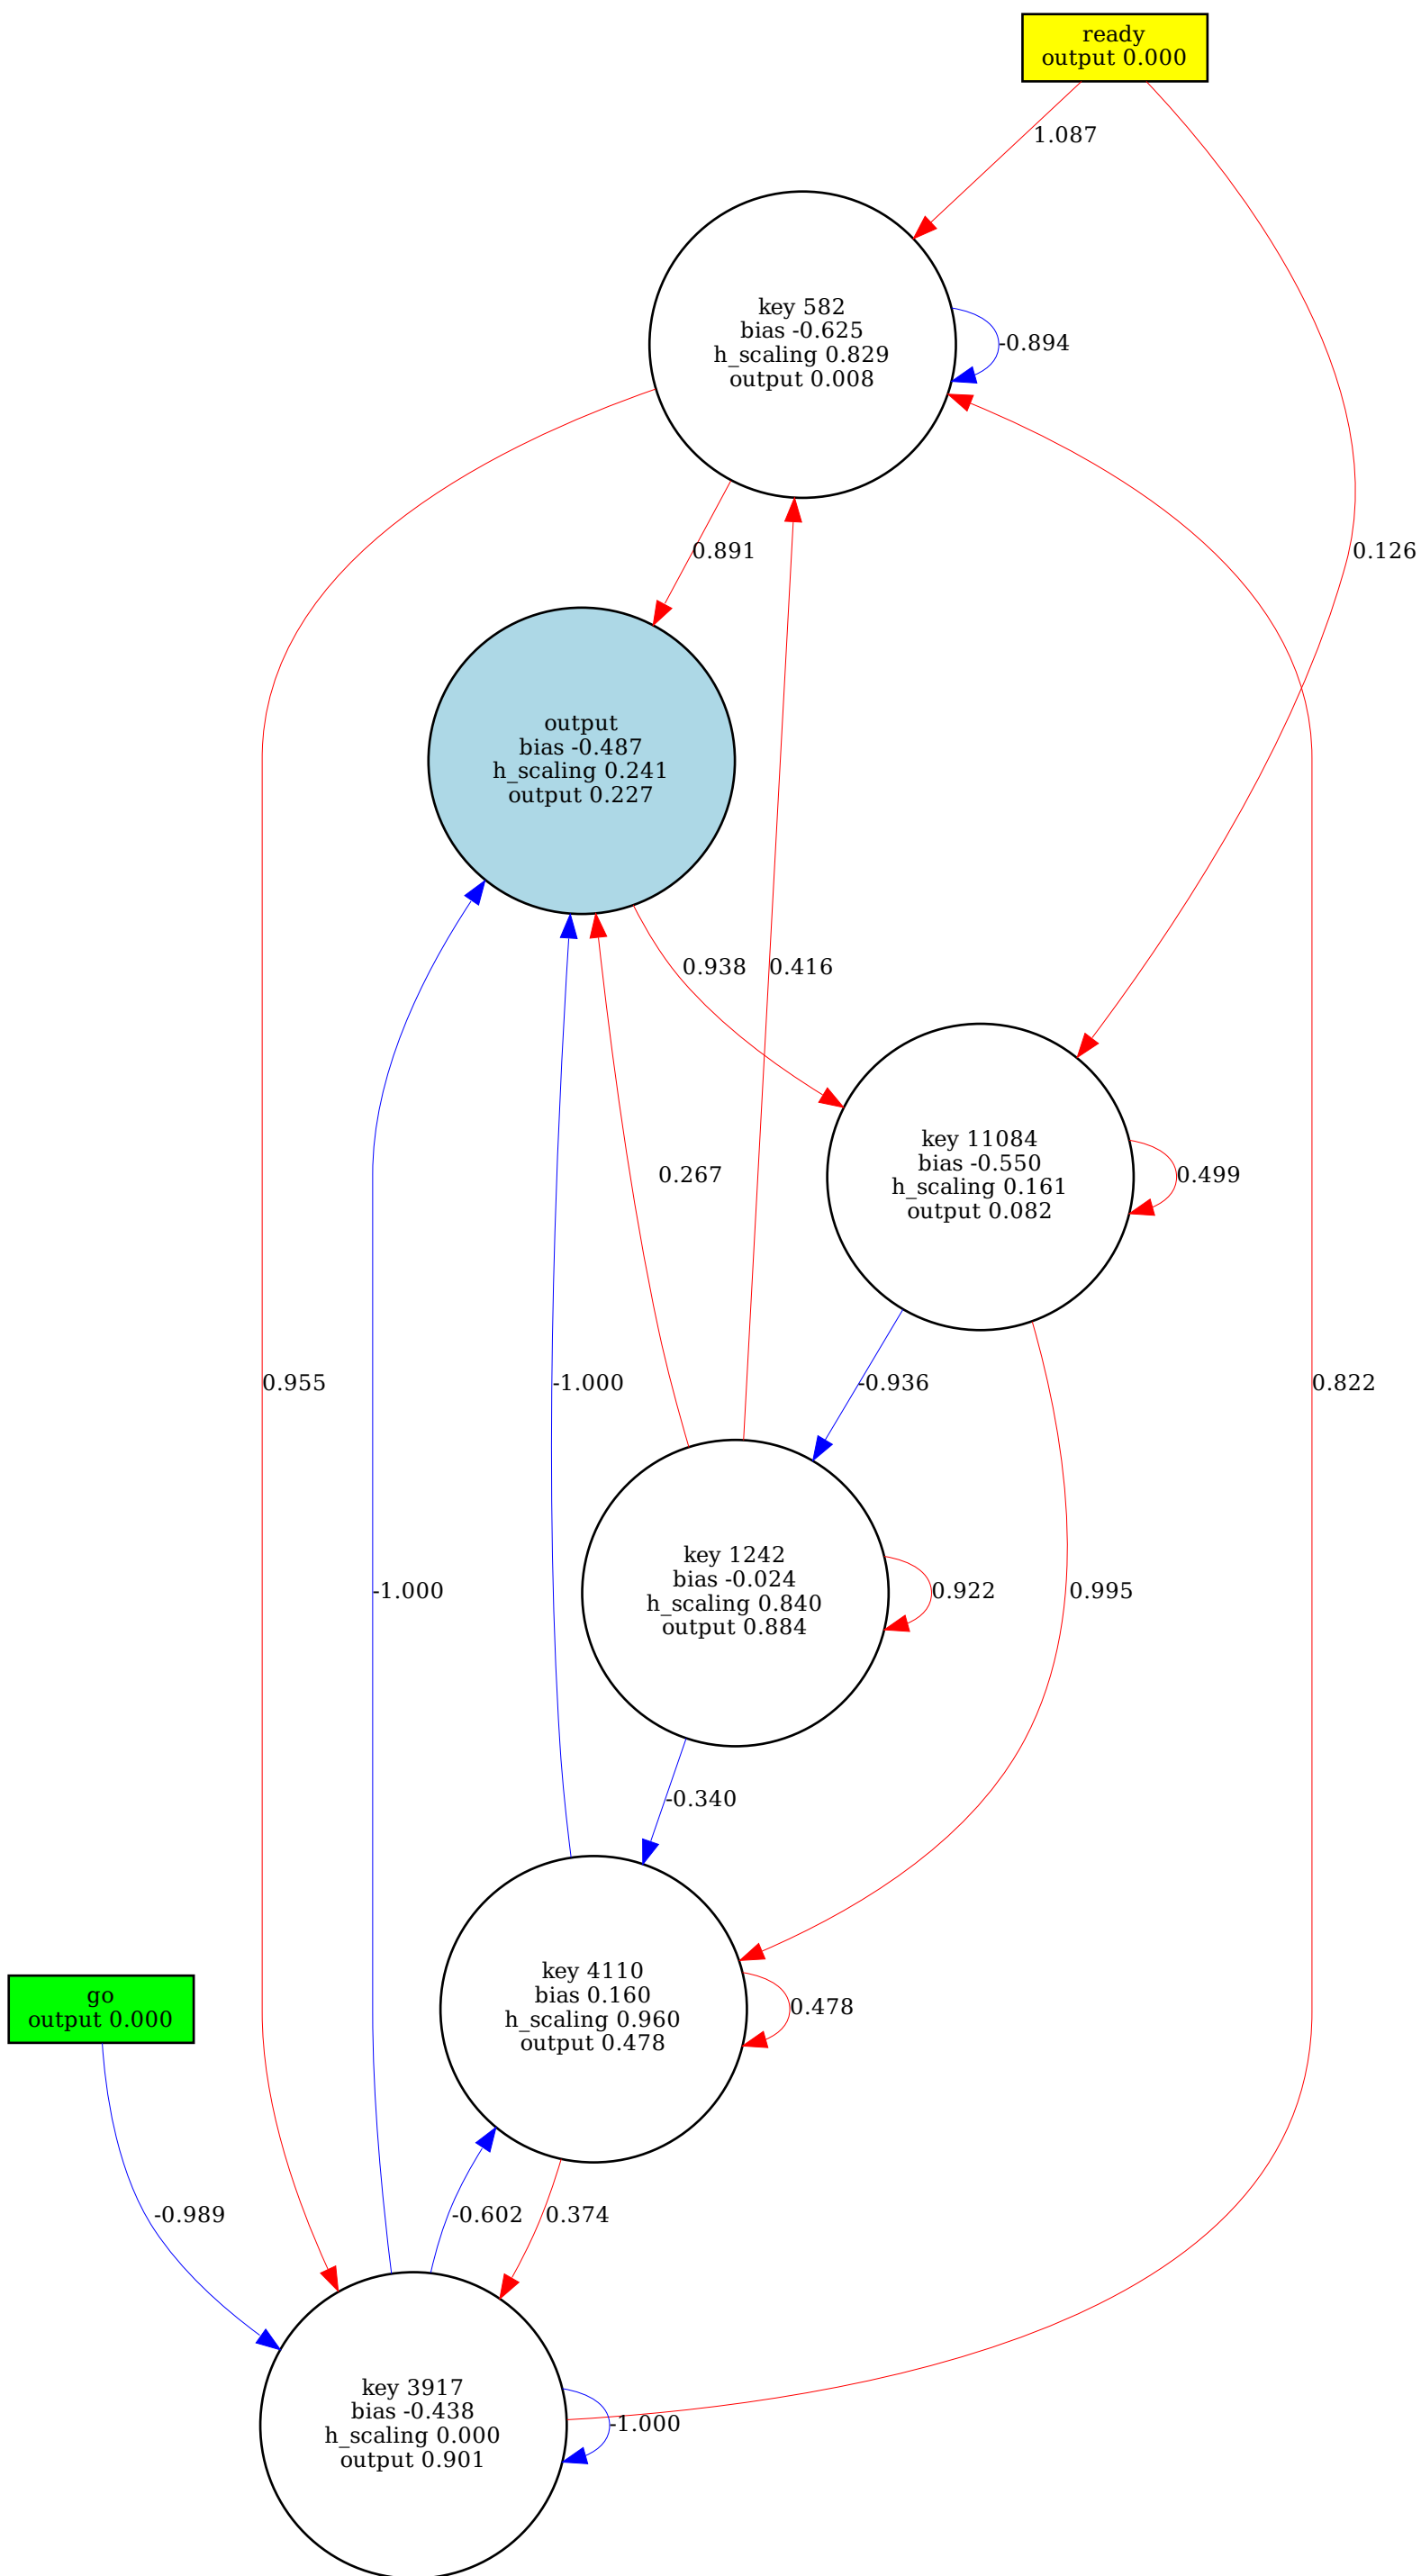 ready
output 0.000
1.087
key 582
bias -0.625
h_scaling 0.829
output 0.008
-0.894
0.891
0.126
output
bias -0.487
h_scaling 0.241
output 0.227
0.938
0.416
key 11084
bias -0.550
h_scaling 0.161
output 0.082
0.499
0.267
0.955
-1.000
-0.936
0.822
key 1242
bias -0.024
h_scaling 0.840
output 0.884
0.922
-1.000
0.995
-0.340
key 4110
bias 0.160
h_scaling 0.960
output 0.478
0.478
go
output 0.000
-0.989
-0.602
0.374
key 3917
bias -0.438
h_scaling 0.000
output 0.901
-1.000